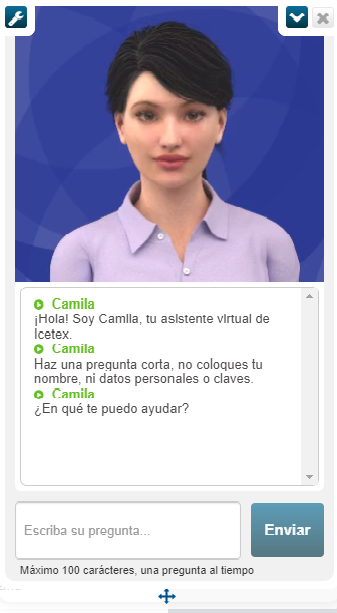 Camila
¡Hola! Soy Camila, tu asistente virtual de
Icetex.
Camila
Haz una pregunta corta, no coloques tu
nombre, ni datos personales o claves.
Camila
¿En qué te puedo ayudar?
Escriba su pregunta...
Enviar
Máximo 100 carácteres, una pregunta al tiempo